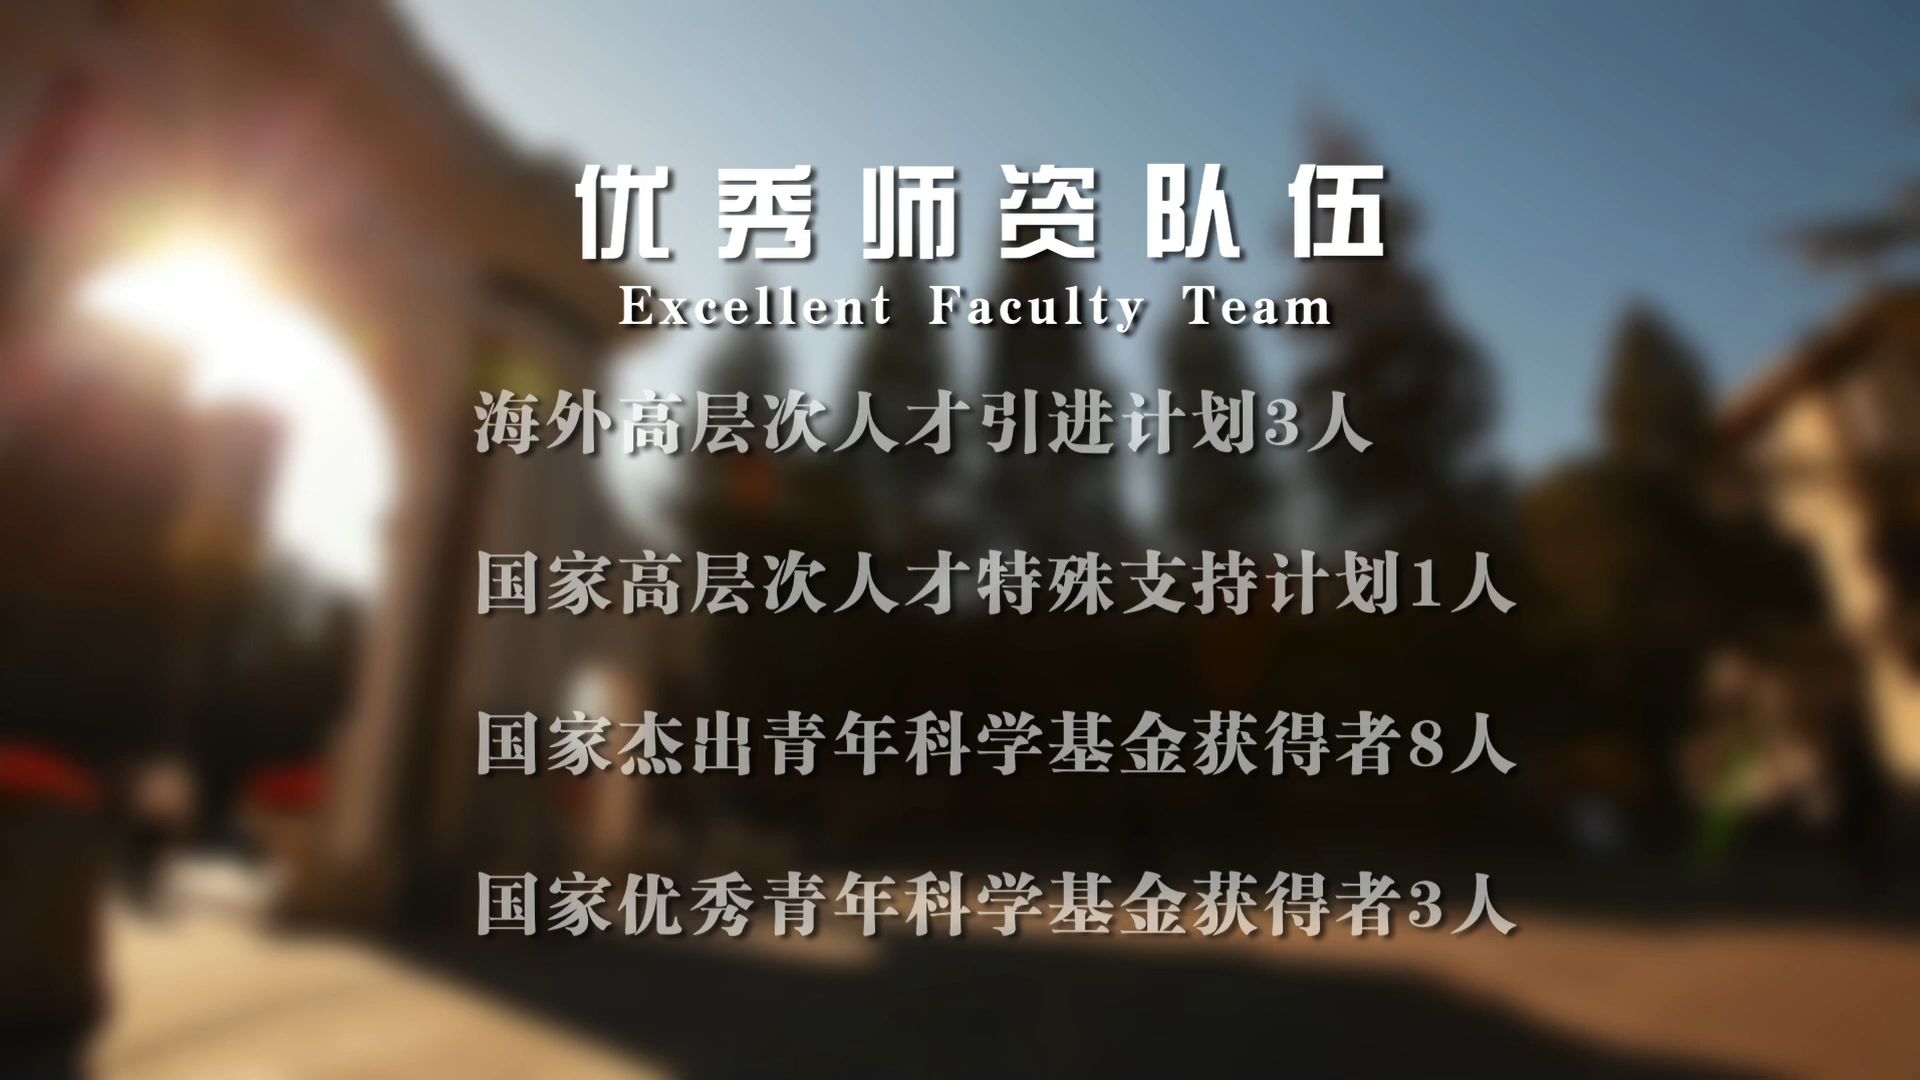 优秀师资队伍
Excellent Faculty Team
海外高层次人才引进计划3人
国家高层次人才特殊支持计划1人
国家杰出青年科学基金获得者8人
国家优秀青年科学基金获得者3人